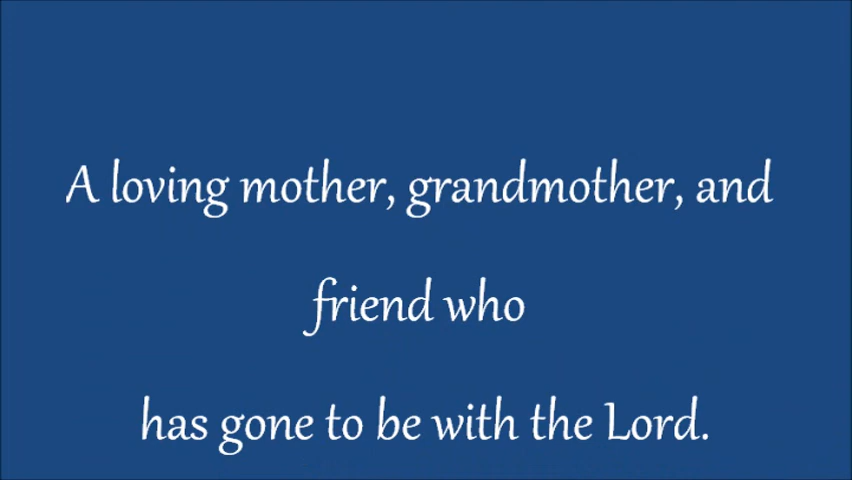 A loving mother, grandmother, and
friend who
has gone to be with the Lord.